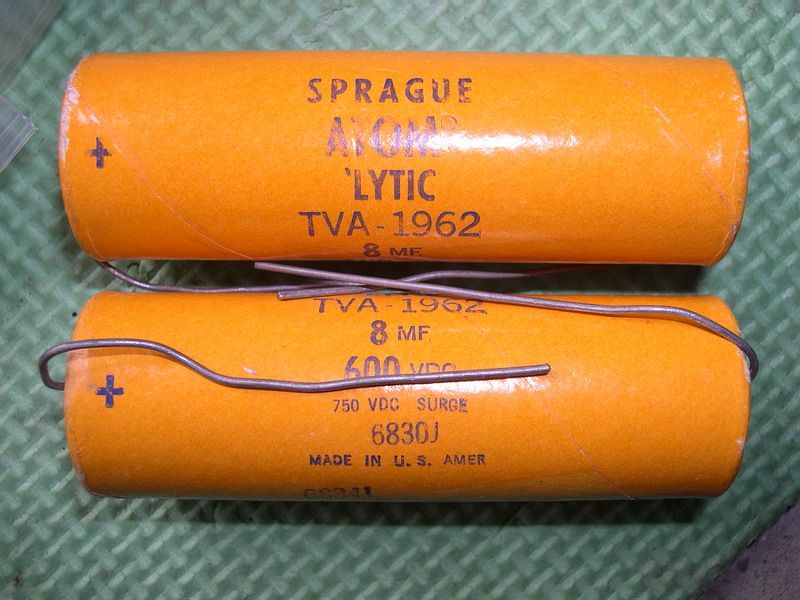 +
SPRAGUE
ATOM
'LYTIC
TVA-1962
8 MF
TVA-1962
8 MF.
+
600 VDC
750 VDC SURGE
6830J
MADE IN U.S. AMER